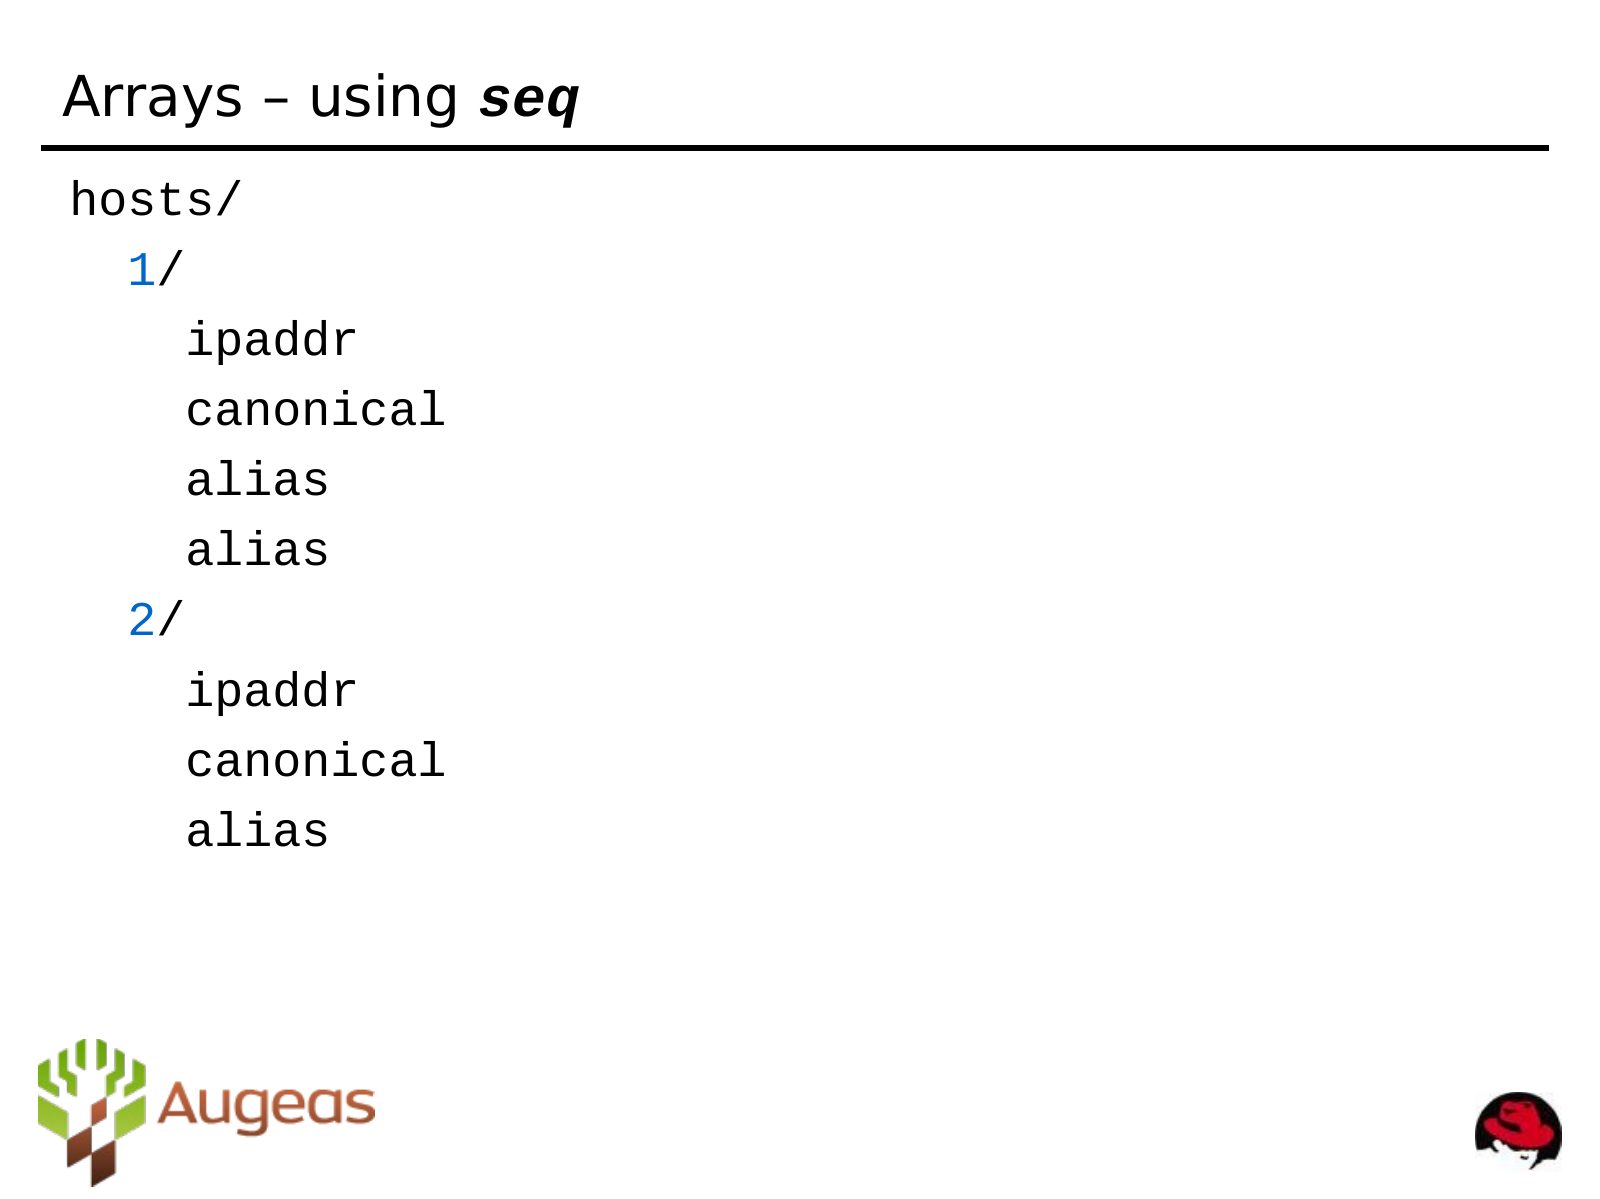 Arrays – using seq
hosts/
1/
ipaddr
canonical
alias
alias
2/
ipaddr
canonical
alias
Augeas